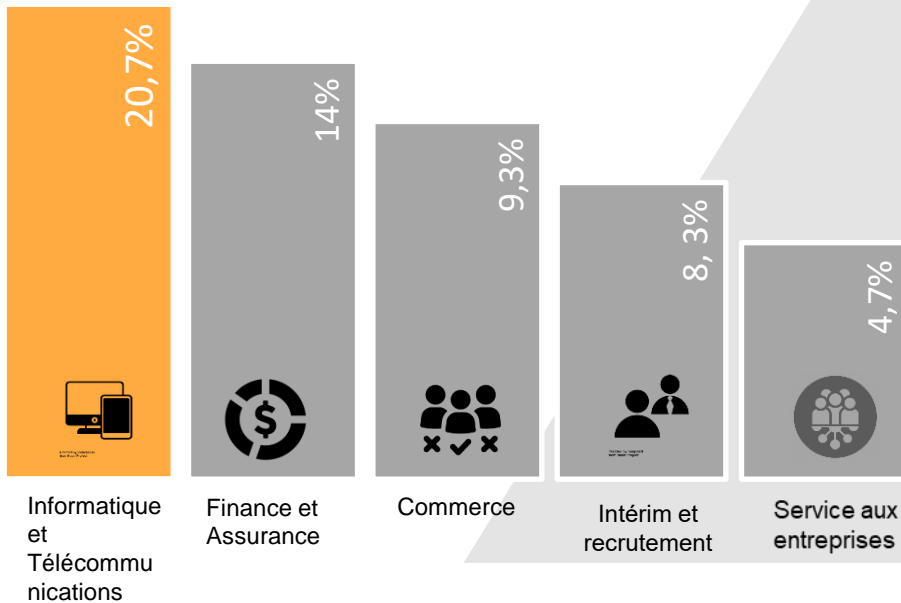 20,7%
14%
9,3%
8, 3%
4,7%
Informatique
et
Télécommu
nications
Finance et
Assurance
Commerce
Intérim et
recrutement
Service aux
entreprises